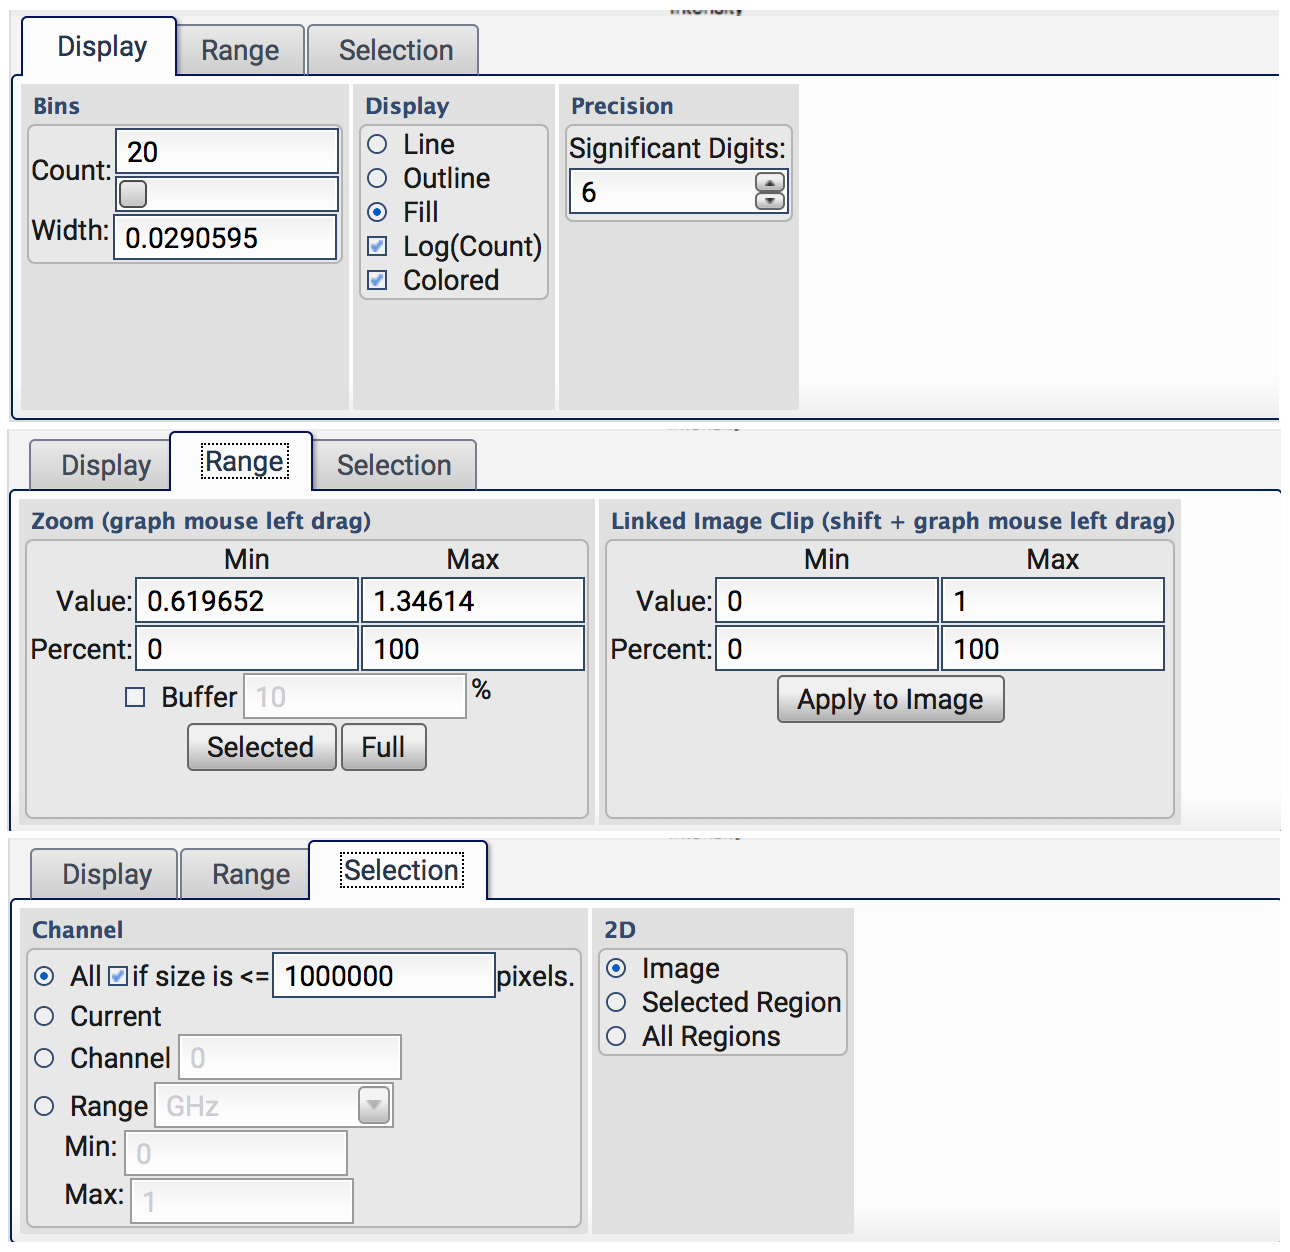 Display Range Selection
Bins Display Precision
Count: 20
Width: 0.0290595
Line
Outline
Fill
Log(Count)
Colored
Significant Digits:
6
Display Range Selection
Zoom (graph mouse left drag)
Min Max
Value: 0.619652 1.34614
Percent: 0 100
Buffer 10 %
Selected Full
Linked Image Clip (shift + graph mouse left drag)
Min Max
Value: 0 1
Percent: 0 100
Apply to Image
Display Range Selection
Channel
All if size is <= 1000000 pixels.
Current
Channel 0
Range GHz
Min: 0
Max: 1
2D
Image
Selected Region
All Regions